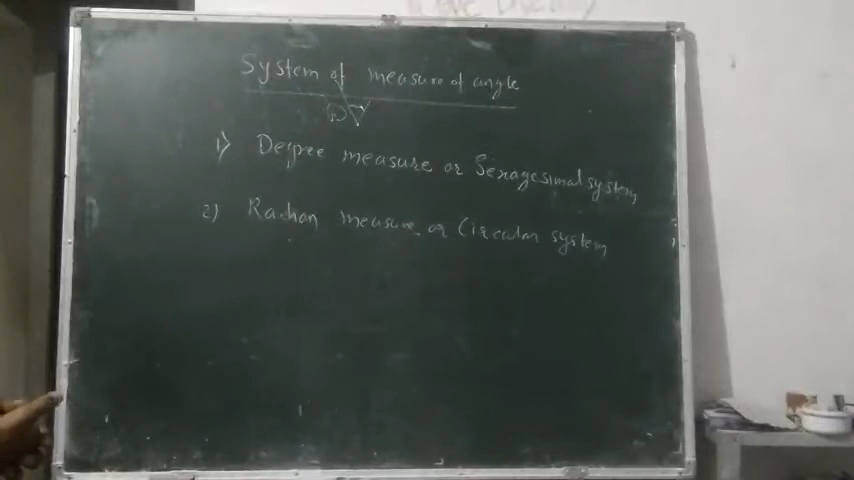 System of measure of angle
1) Degree measure or Sexagesimal system
2) Radian measure or Circular system